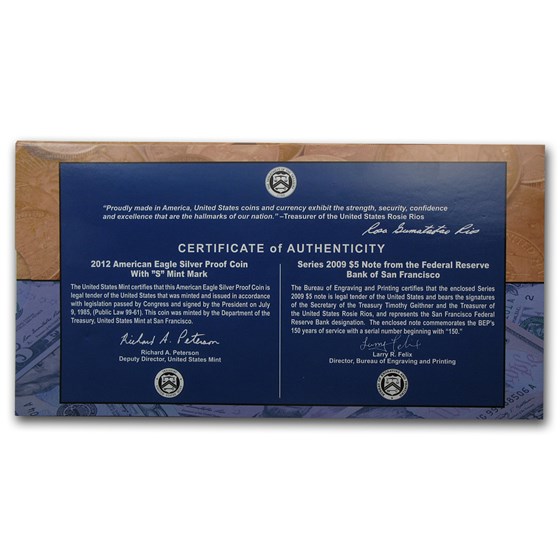 "Proudly made in America, United States coins and currency exhibit the strength, security, confidence
and excellence that are the hallmarks of our nation." –Treasurer of the United States Rosie Rios
CERTIFICATE of AUTHENTICITY
2012 American Eagle Silver Proof Coin
With "S" Mint Mark
The United States Mint certifies that this American Eagle Silver Proof Coin is
legal tender of the United States that was minted and issued in accordance
with legislation passed by Congress and signed by the President on July
9, 1985, (Public Law 99-61). This coin was minted by the Department of the
Treasury, United States Mint at San Francisco.
Richard A. Peterson
Richard A. Peterson
Deputy Director, United States Mint
Series 2009 $5 Note from the Federal Reserve
Bank of San Francisco
The Bureau of Engraving and Printing certifies that the enclosed Series
2009 $5 note is legal tender of the United States and bears the signatures
of the Secretary of the Treasury Timothy Geithner and the Treasurer of
the United States Rosie Rios, and represents the San Francisco Federal
Reserve Bank designation. The enclosed note commemorates the BEP's
150 years of service with a serial number beginning with "150."
Larry R. Felix
Director, Bureau of Engraving and Printing